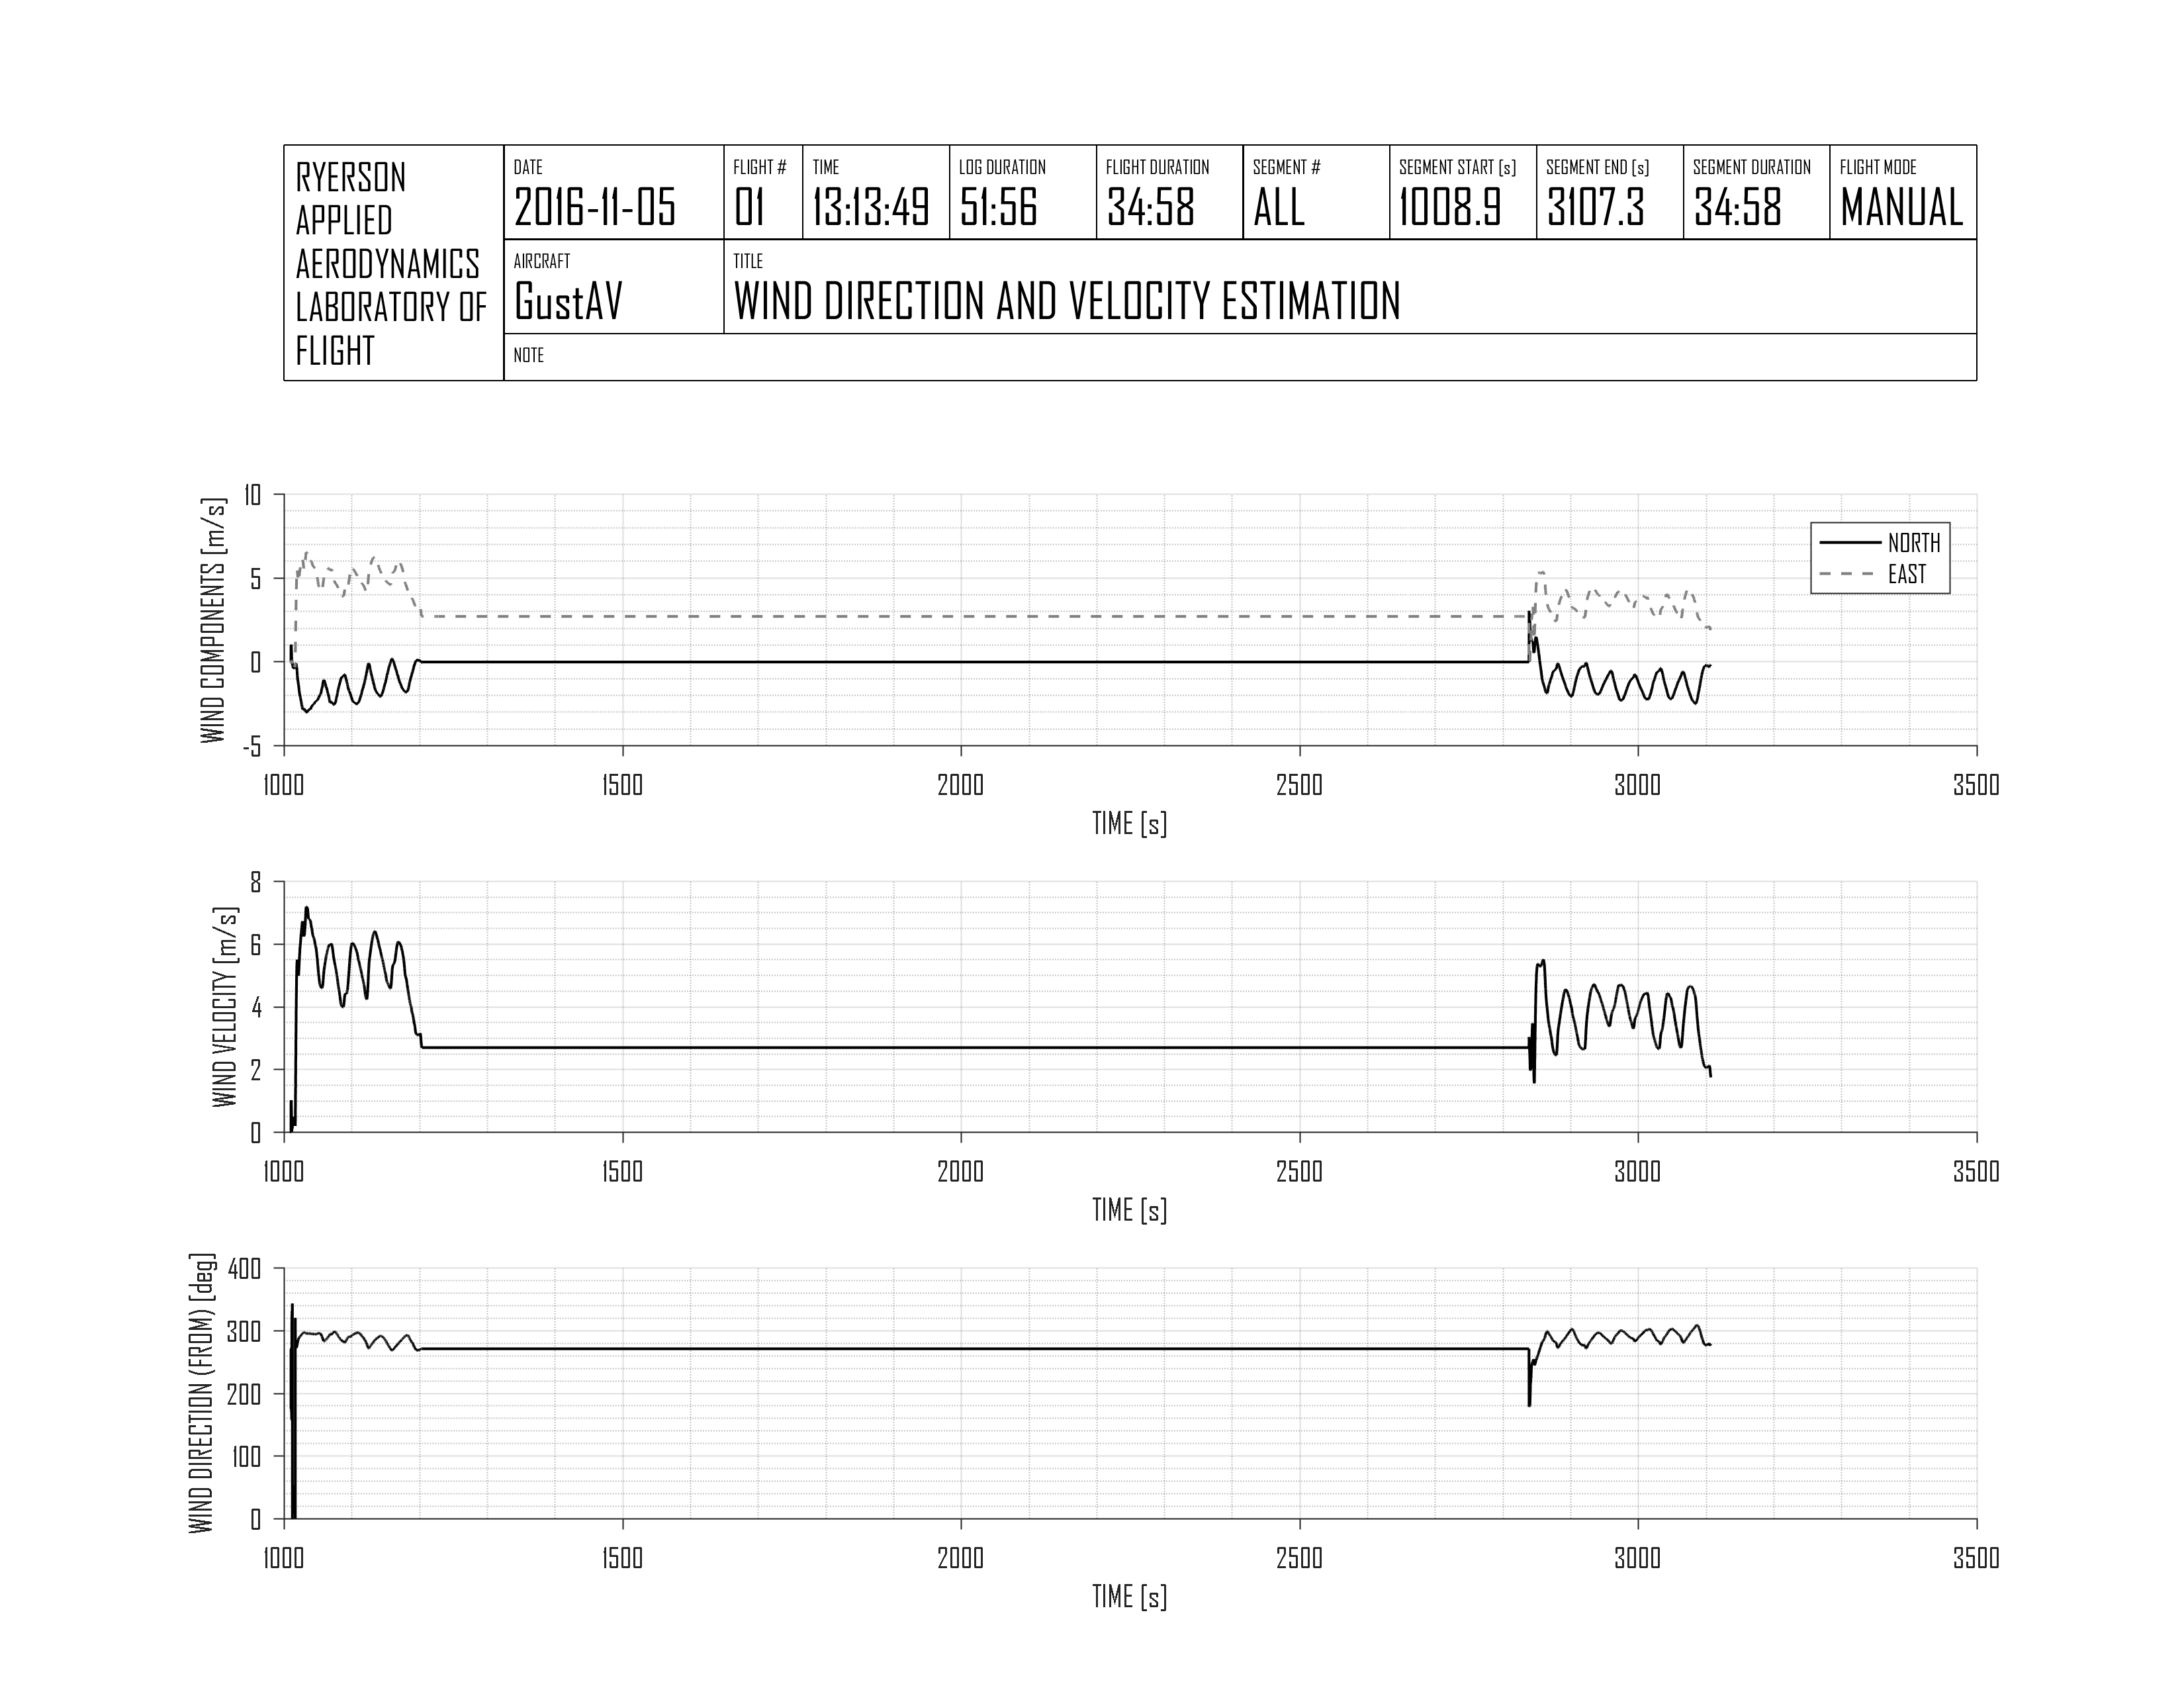 RYERSON
APPLIED
AERODYNAMICS
LABORATORY OF
FLIGHT
DATE
2016-11-05
FLIGHT #
01
TIME
13:13:49
LOG DURATION
51:56
FLIGHT DURATION
34:58
SEGMENT #
ALL
SEGMENT START [s]
1008.9
SEGMENT END [s]
3107.3
SEGMENT DURATION
34:58
FLIGHT MODE
MANUAL
AIRCRAFT
GustAV
TITLE
WIND DIRECTION AND VELOCITY ESTIMATION
NOTE
WIND COMPONENTS [m/s]
10
5
0
-5
NORTH
EAST
1000 1500 2000 2500 3000 3500
TIME [s]
WIND VELOCITY [m/s]
8
6
4
2
0
1000 1500 2000 2500 3000 3500
TIME [s]
WIND DIRECTION (FROM) [deg]
400
300
200
100
0
1000 1500 2000 2500 3000 3500
TIME [s]